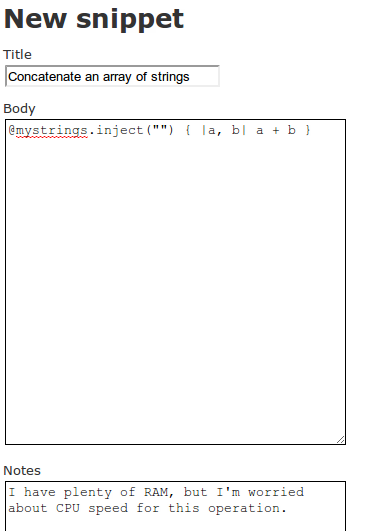 New snippet
Title
Concatenate an array of strings
Body
@mystrings.inject("") { |a, b| a + b }
Notes
I have plenty of RAM, but I'm worried
about CPU speed for this operation.